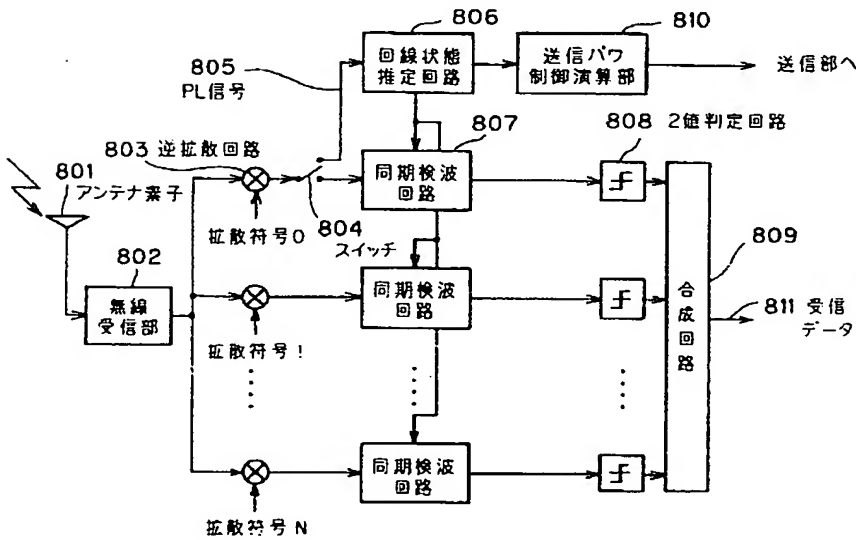 806
回線状態
推定回路
810
送信パワ
制御演算部
送信部へ
805
PL信号
807
808 2値判定回路
803 逆拡散回路
801
アンテナ素子
同期検波
回路
拡散符号0
804
スイッチ
802
無線
受信部
同期検波
回路
809
合成回路
811 受信
データ
拡散符号1
同期検波
回路
拡散符号N